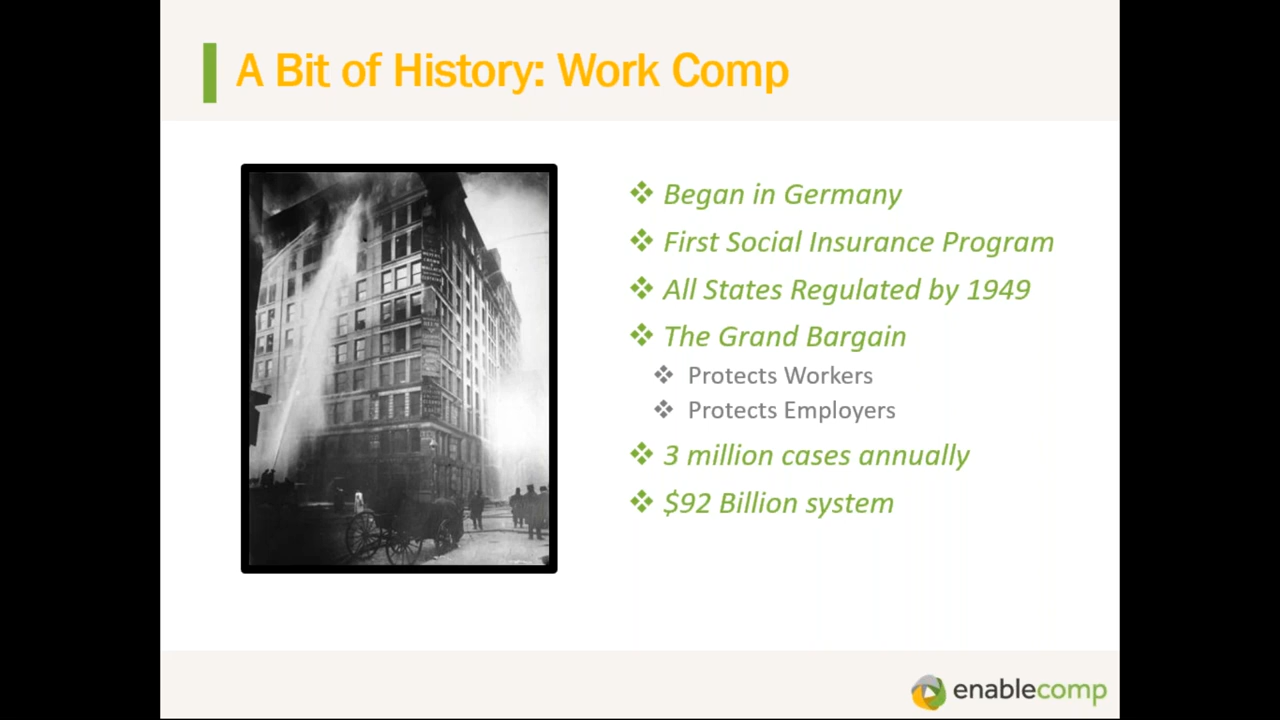 A Bit of History: Work Comp
Began in Germany
First Social Insurance Program
All States Regulated by 1949
The Grand Bargain
Protects Workers
Protects Employers
3 million cases annually
$92 Billion system
enablecomp